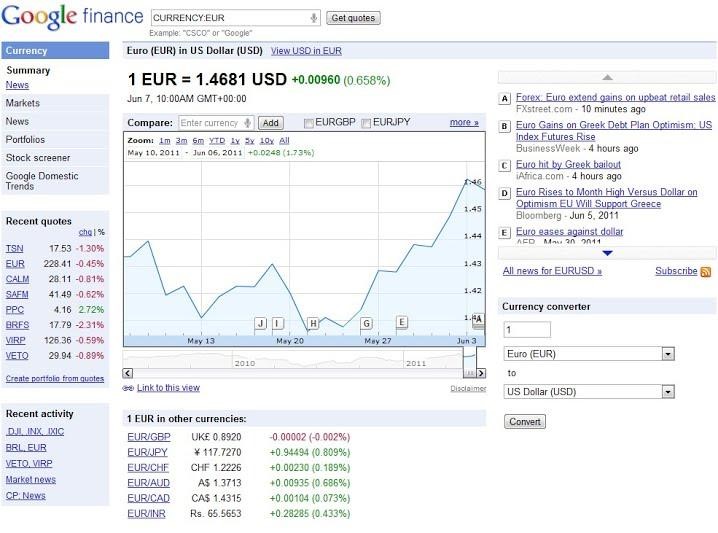 Google finance
CURRENCY:EUR
Get quotes
Example: "CSCO" or "Google"
Currency
Summary
News
Markets
News
Portfolios
Stock screener
Google Domestic
Trends
Recent quotes
chg | %
TSN 17.53 -1.30%
EUR 228.41 -0.45%
CALM 28.11 -0.81%
SAFM 41.49 -0.62%
PPC 4.16 2.72%
BRFS 17.79 -2.31%
VIRP 126.36 -0.59%
VETO 29.94 -0.89%
Create portfolio from quotes
Recent activity
.DJI, .INX, .IXIC
BRL, EUR
VETO, VIRP
Market news
CP: News
Euro (EUR) in US Dollar (USD) View USD in EUR
1 EUR = 1.4681 USD +0.00960 (0.658%)
Jun 7, 10:00AM GMT+00:00
Compare: Enter currency Add EURGBP EURJPY more »
Zoom: 1m 3m 6m YTD 1y 5y 10y All
May 10, 2011 - Jun 06, 2011 +0.0248 (1.73%)
1.46
1.45
1.44
1.43
1.42
J I H G E A
May 13 May 20 May 27 Jun 3
2010 2011
Link to this view Disclaimer
1 EUR in other currencies:
EUR/GBP UK£ 0.8920 -0.00002 (-0.002%)
EUR/JPY ¥ 117.7270 +0.94494 (0.809%)
EUR/CHF CHF 1.2226 +0.00230 (0.189%)
EUR/AUD A$ 1.3713 +0.00935 (0.686%)
EUR/CAD CA$ 1.4315 +0.00104 (0.073%)
EUR/INR Rs. 65.5653 +0.28285 (0.433%)
A Forex: Euro extend gains on upbeat retail sales
FXstreet.com - 10 minutes ago
B Euro Gains on Greek Debt Plan Optimism; US
Index Futures Rise
BusinessWeek - 4 hours ago
C Euro hit by Greek bailout
iAfrica.com - 4 hours ago
D Euro Rises to Month High Versus Dollar on
Optimism EU Will Support Greece
Bloomberg - Jun 5, 2011
E Euro eases against dollar
May 30, 2011
All news for EURUSD » Subscribe
Currency converter
1
Euro (EUR)
to
US Dollar (USD)
Convert